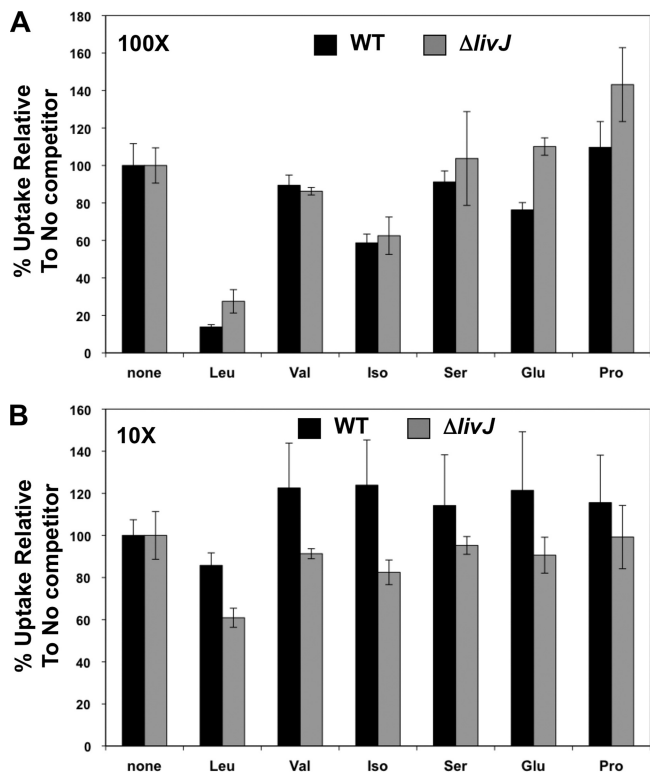 A
100X
WT
ΔlivJ
% Uptake Relative
To No competitor
180
160
140
120
100
80
60
40
20
0
none Leu Val Iso Ser Glu Pro
B
10X
WT
ΔlivJ
% Uptake Relative
To No competitor
160
140
120
100
80
60
40
20
0
none Leu Val Iso Ser Glu Pro